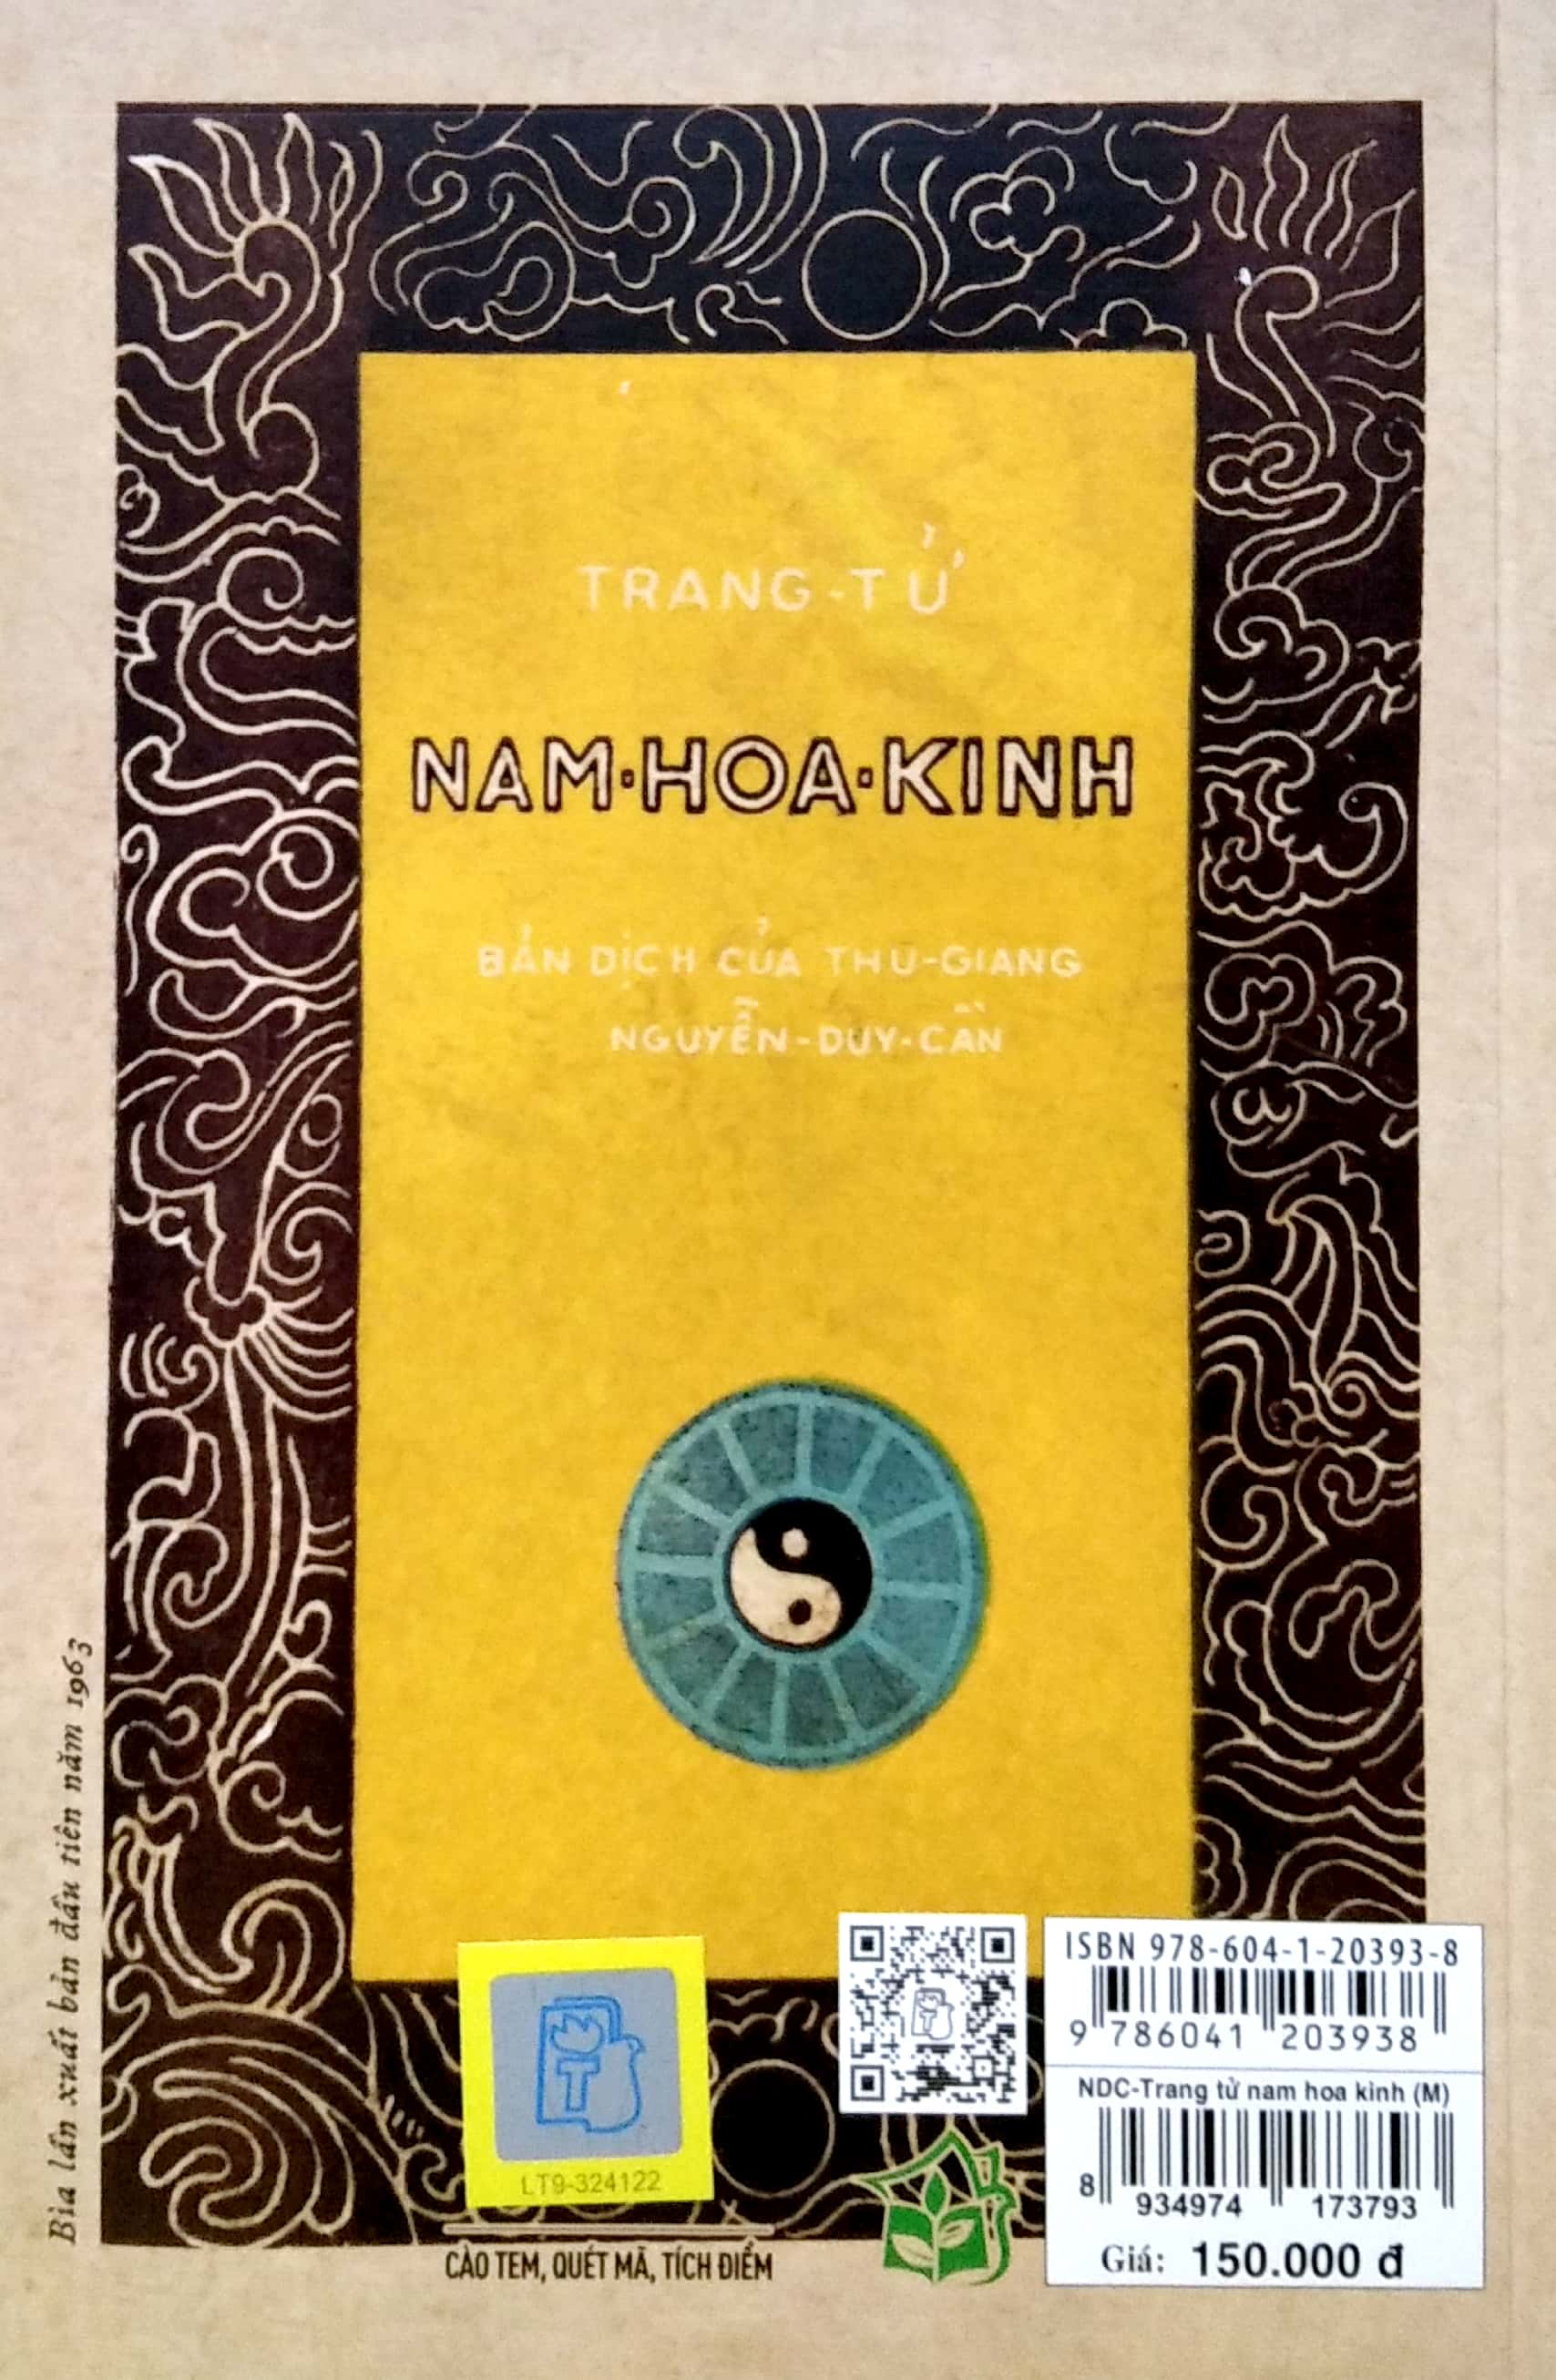 TRANG-TỬ
NAM·HOA·KINH
BẢN DỊCH CỦA THU-GIANG
NGUYỄN-DUY-CẦN
Bìa lần xuất bản đầu tiên năm 1963
T
LT9-324122
CÀO TEM, QUÉT MÃ, TÍCH ĐIỂM
ISBN 978-604-1-20393-8
9 786041 203938
NDC-Trang tử nam hoa kinh (M)
8 934974 173793
Giá: 150.000 đ